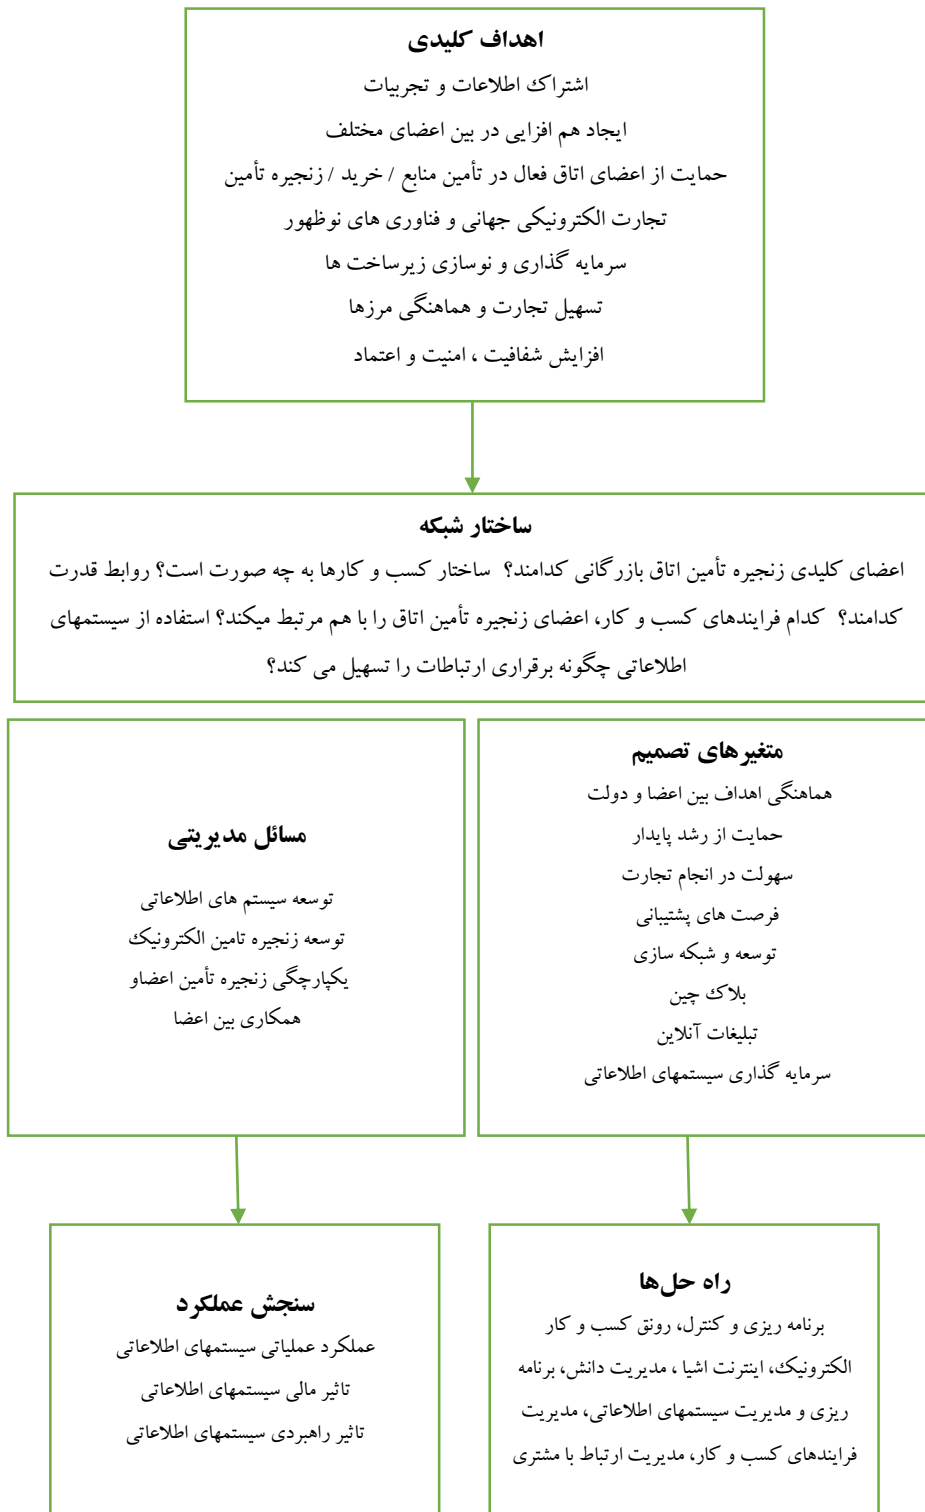 اهداف کلیدی
اشتراک اطلاعات و تجربیات
ایجاد هم افزایی در بین اعضای مختلف
حمایت از اعضای اتاق فعال در تأمین منابع / خرید / زنجیره تأمین
تجارت الکترونیکی جهانی و فناوری های نوظهور
سرمایه گذاری و نوسازی زیرساخت ها
تسهیل تجارت و هماهنگی مرزها
افزایش شفافیت ، امنیت و اعتماد
ساختار شبکه
اعضای کلیدی زنجیره تأمین اتاق بازرگانی کدامند؟ ساختار کسب و کارها به چه صورت است؟ روابط قدرت
کدامند؟ کدام فرایندهای کسب و کار، اعضای زنجیره تأمین اتاق را با هم مرتبط میکند؟ استفاده از سیستمهای
اطلاعاتی چگونه برقراری ارتباطات را تسهیل می کند؟
متغیرهای تصمیم
هماهنگی اهداف بین اعضا و دولت
حمایت از رشد پایدار
سهولت در انجام تجارت
فرصت های پشتیبانی
توسعه و شبکه سازی
بلاک چین
تبلیغات آنلاین
سرمایه گذاری سیستمهای اطلاعاتی
مسائل مدیریتی
توسعه سیستم های اطلاعاتی
توسعه زنجیره تامین الکترونیک
یکپارچگی زنجیره تأمین اعضاو
همکاری بین اعضا
راه حل‌ها
برنامه ریزی و کنترل، رونق کسب و کار
الکترونیک، اینترنت اشیا ، مدیریت دانش، برنامه
ریزی و مدیریت سیستمهای اطلاعاتی، مدیریت
فرایندهای کسب و کار، مدیریت ارتباط با مشتری
سنجش عملکرد
عملکرد عملیاتی سیستمهای اطلاعاتی
تاثیر مالی سیستمهای اطلاعاتی
تاثیر راهبردی سیستمهای اطلاعاتی